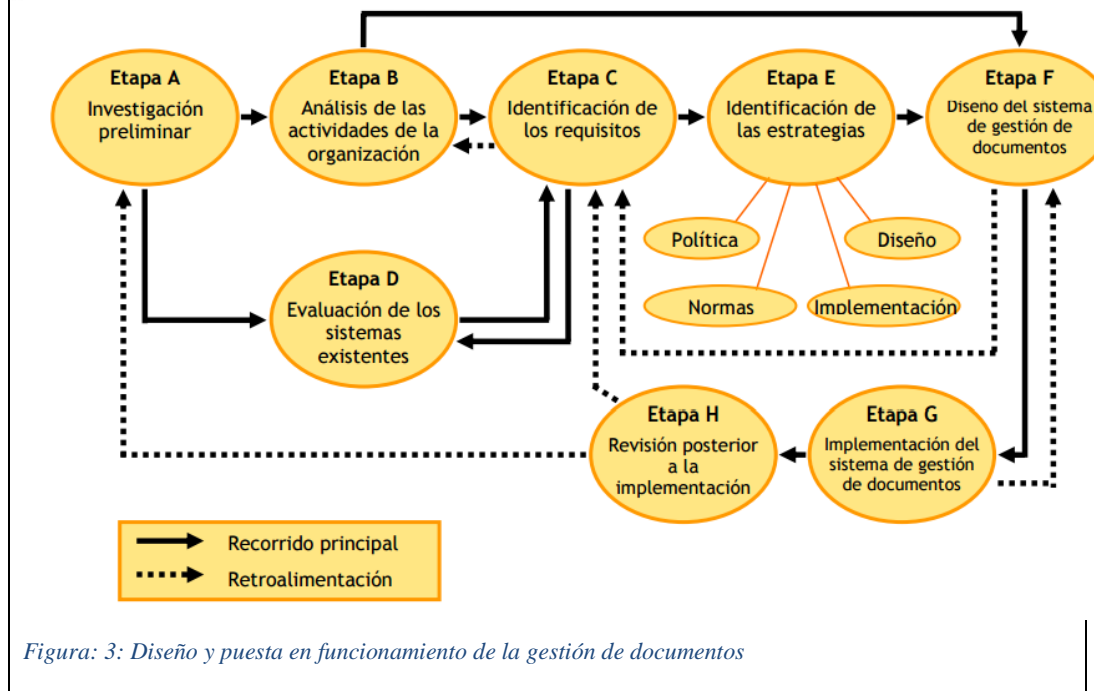 Etapa A
Investigación
preliminar
Etapa B
Análisis de las
actividades de la
organización
Etapa C
Identificación de
los requisitos
Etapa E
Identificación de
las estrategias
Etapa F
Diseno del sistema
de gestión de
documentos
Política
Diseño
Normas
Implementación
Etapa D
Evaluación de los
sistemas
existentes
Etapa H
Revisión posterior
a la
implementación
Etapa G
Implementación del
sistema de gestión
de documentos
Recorrido principal
Retroalimentación
Figura: 3: Diseño y puesta en funcionamiento de la gestión de documentos